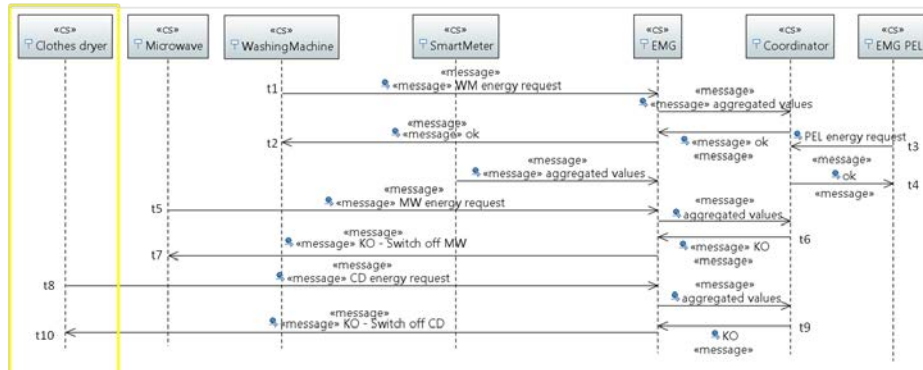 «cs» «cs» «cs» «cs» «cs» «cs» «cs»
Clothes dryer Microwave WashingMachine SmartMeter EMG Coordinator EMG PEL
«message»
t1 «message» WM energy request
«message»
«message» aggregated values
«message»
t2 «message» ok
«message» ok
«message»
PEL energy request t3
«message»
«message» aggregated values
ok t4
«message»
t5 «message» MW energy request
«message»
aggregated values
«message»
t7 «message» KO - Switch off MW
«message» KO t6
«message»
«message»
t8 «message» CD energy request
«message»
aggregated values
«message»
t10 «message» KO - Switch off CD
KO t9
«message»